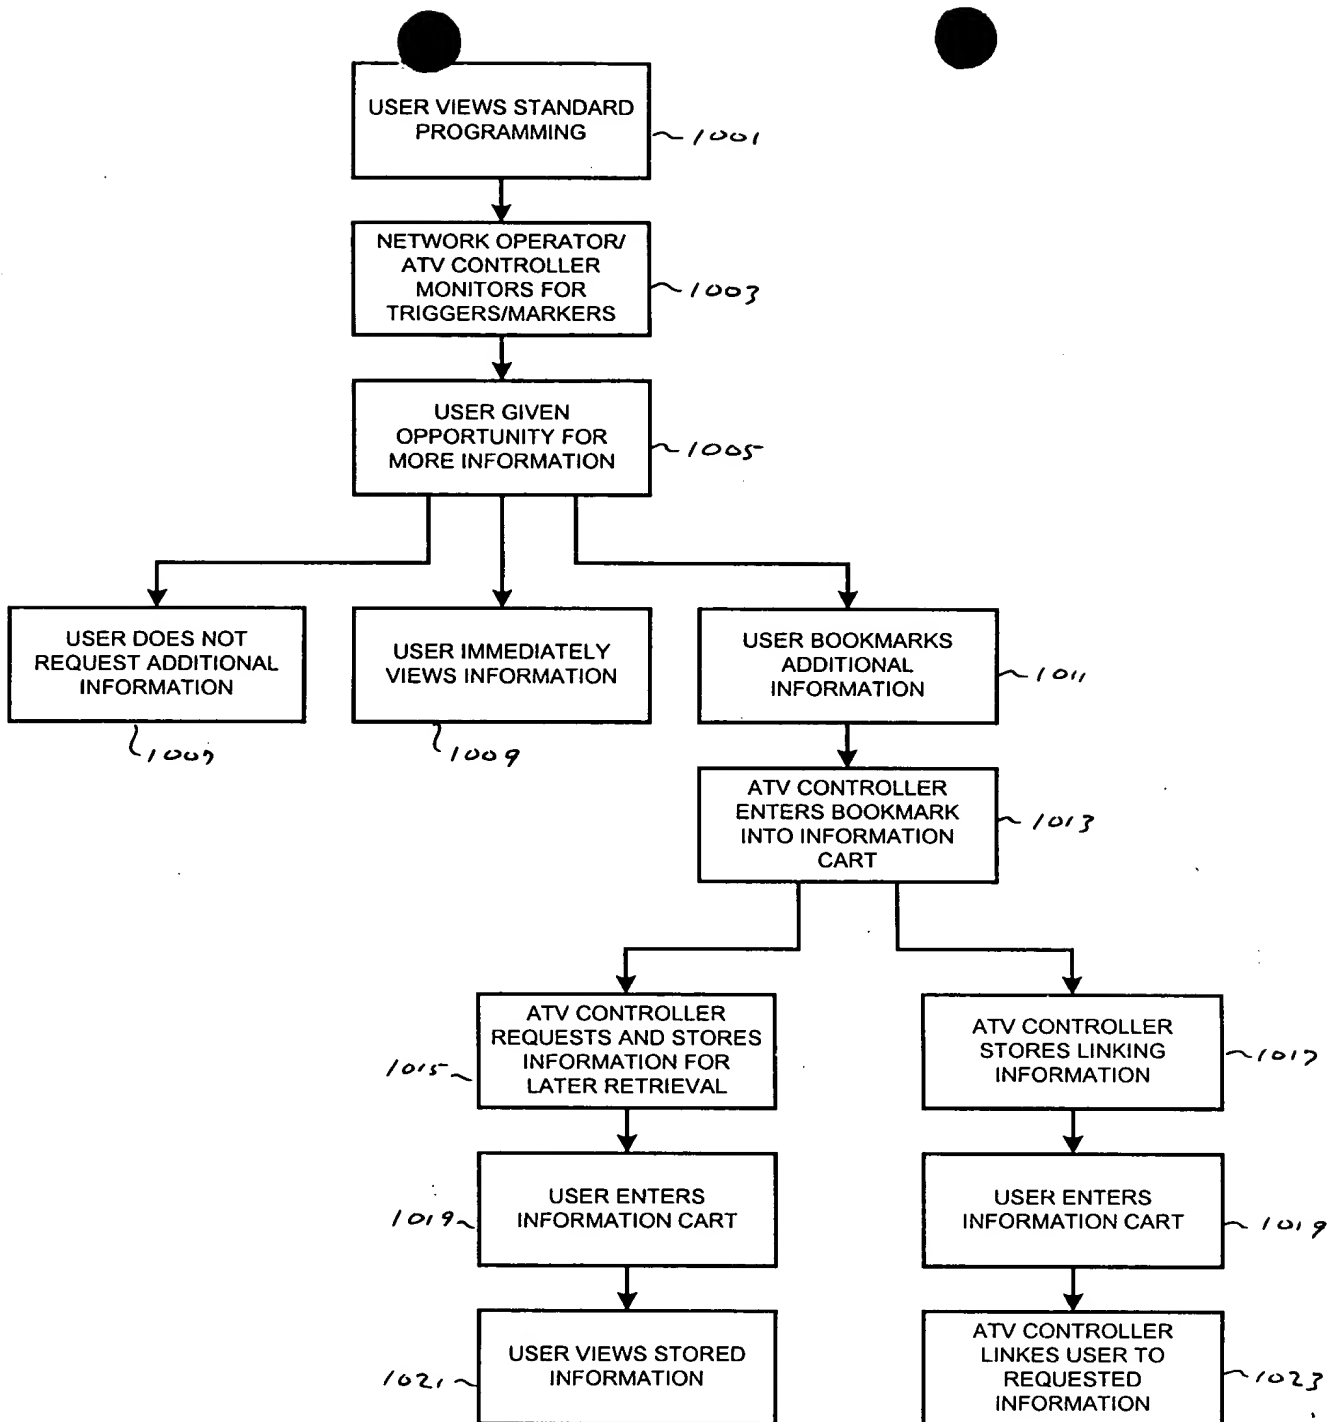 USER VIEWS STANDARD
PROGRAMMING
1001
NETWORK OPERATOR/
ATV CONTROLLER
MONITORS FOR
TRIGGERS/MARKERS
1003
USER GIVEN
OPPORTUNITY FOR
MORE INFORMATION
1005
USER DOES NOT
REQUEST ADDITIONAL
INFORMATION
1007
USER IMMEDIATELY
VIEWS INFORMATION
1009
USER BOOKMARKS
ADDITIONAL
INFORMATION
1011
ATV CONTROLLER
ENTERS BOOKMARK
INTO INFORMATION
CART
1013
ATV CONTROLLER
REQUESTS AND STORES
INFORMATION FOR
LATER RETRIEVAL
1015
ATV CONTROLLER
STORES LINKING
INFORMATION
1017
USER ENTERS
INFORMATION CART
1019
USER ENTERS
INFORMATION CART
1019
USER VIEWS STORED
INFORMATION
1021
ATV CONTROLLER
LINKES USER TO
REQUESTED
INFORMATION
1023